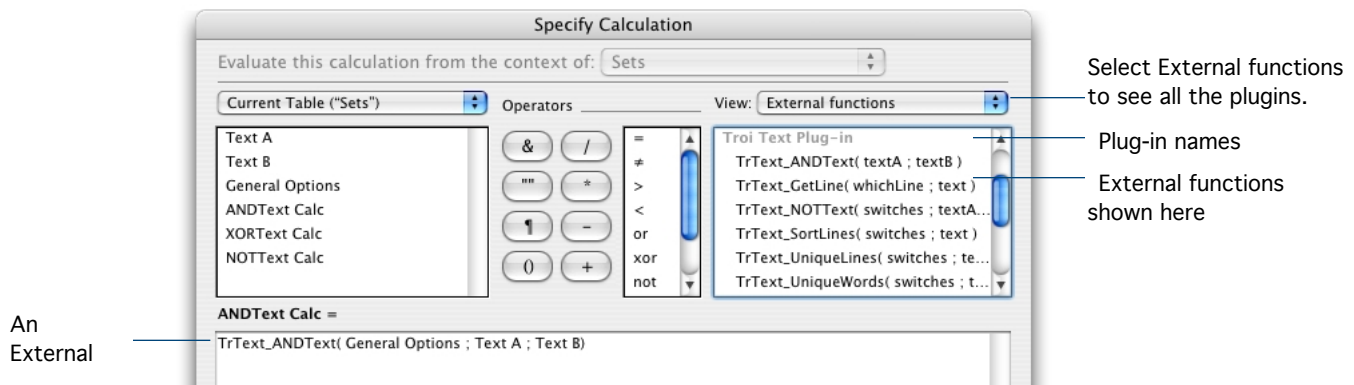 Specify Calculation
Evaluate this calculation from the context of: Sets
Current Table ("Sets")
Operators
View: External functions
Text A
Text B
General Options
ANDText Calc
XORText Calc
NOTText Calc
& /
"" *
¶ -
() +
=
≠
>
<
or
xor
not
Troi Text Plug-in
TrText_ANDText( textA ; textB )
TrText_GetLine( whichLine ; text )
TrText_NOTText( switches ; textA...
TrText_SortLines( switches ; text )
TrText_UniqueLines( switches ; te...
TrText_UniqueWords( switches ; t...
ANDText Calc =
TrText_ANDText( General Options ; Text A ; Text B)
Select External functions
to see all the plugins.
Plug-in names
External functions
shown here
An
External